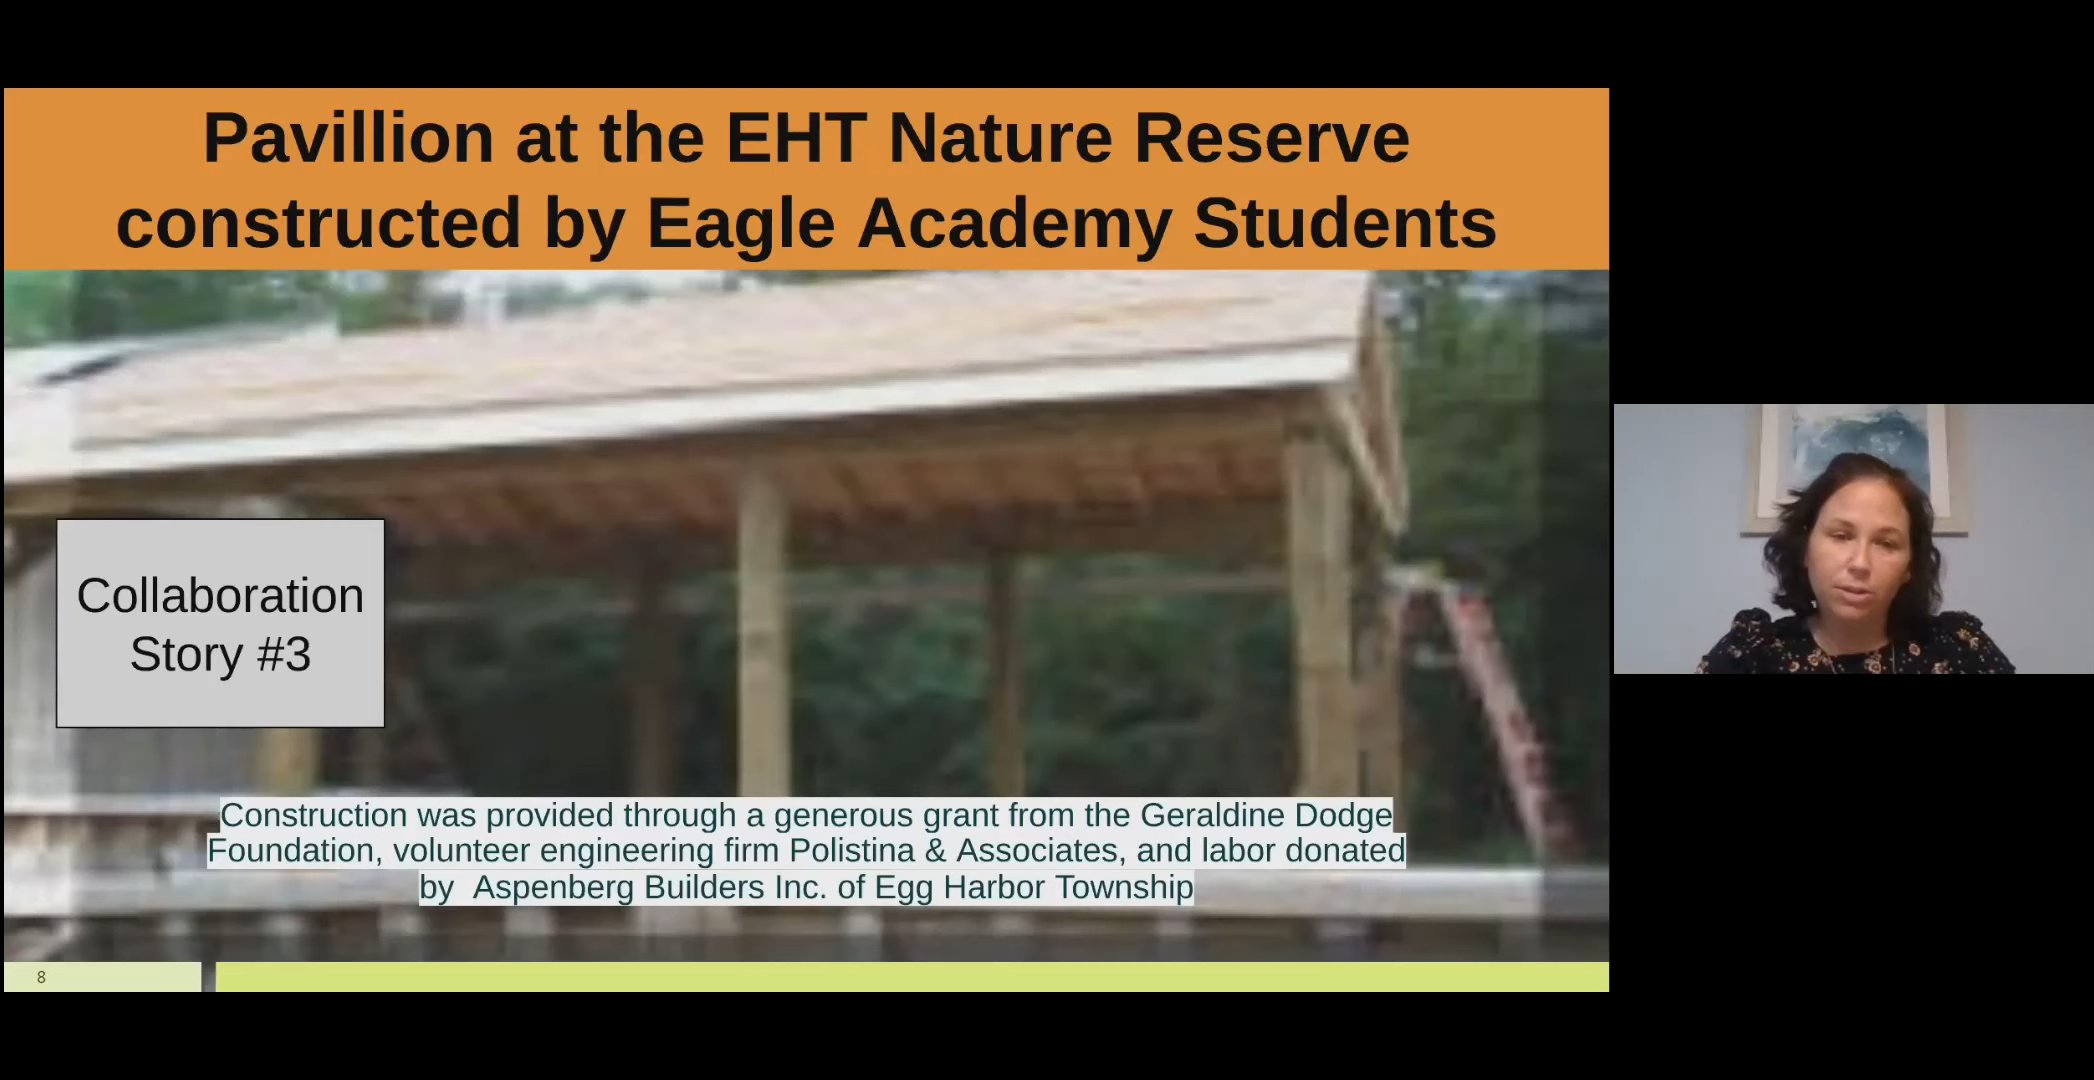 Pavillion at the EHT Nature Reserve
constructed by Eagle Academy Students
Collaboration
Story #3
Construction was provided through a generous grant from the Geraldine Dodge
Foundation, volunteer engineering firm Polistina & Associates, and labor donated
by  Aspenberg Builders Inc. of Egg Harbor Township
8